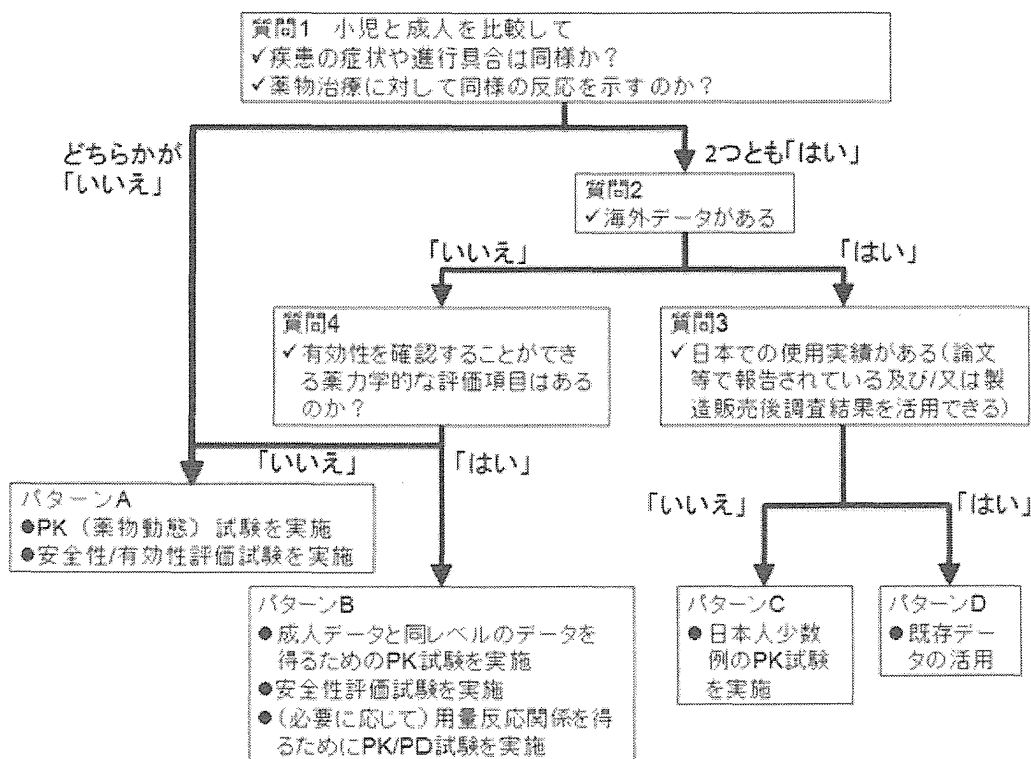 質問1 小児と成人を比較して
✓疾患の症状や進行具合は同様か？
✓薬物治療に対して同様の反応を示すのか？
どちらかが
「いいえ」
2つとも「はい」
質問2
✓海外データがある
「いいえ」
「はい」
質問4
✓有効性を確認することができ
る薬力学的な評価項目はある
のか？
質問3
✓日本での使用実績がある（論文
等で報告されている及び/又は製
造販売後調査結果を活用できる）
「いいえ」
「はい」
「いいえ」
「はい」
パターンA
●PK（薬物動態）試験を実施
●安全性/有効性評価試験を実施
パターンB
●成人データと同レベルのデータを
得るためのPK試験を実施
●安全性評価試験を実施
●（必要に応じて）用量反応関係を得
るためにPK/PD試験を実施
パターンC
●日本人少数
例のPK試験
を実施
パターンD
●既存デー
タの活用